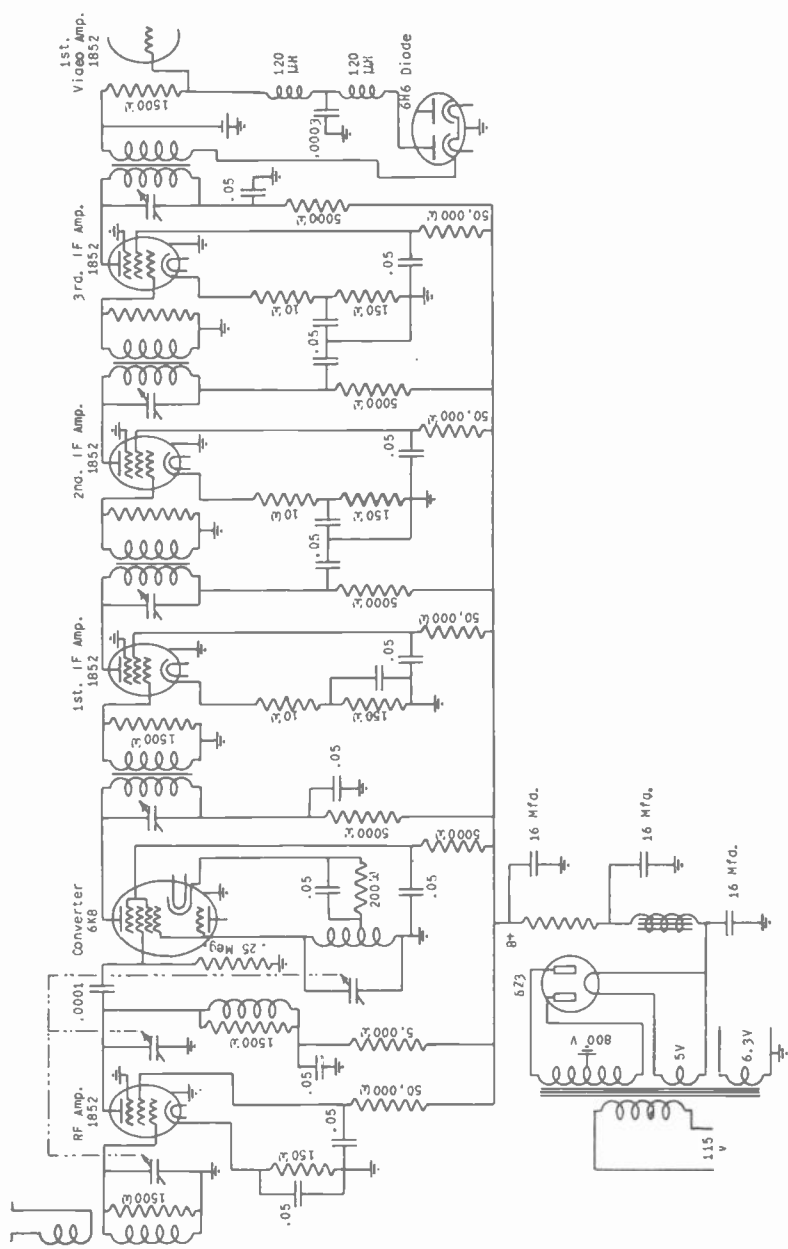 1st.
Video Amp.
1852
1500ω
120
μH
120
μH
6H6 Diode
.0003
.05
5000ω
3rd. IF Amp.
1852
50,000ω
.05
10ω
150ω
.05
5000ω
2nd. IF Amp.
1852
50,000ω
.05
10ω
150ω
.05
5000ω
1st. IF Amp.
1852
50,000ω
.05
10ω
150ω
1500ω
.05
5000ω
Converter
6K8
5000ω
.05
.05
200ω
.25 Meg.
.0001
1500ω
5,000ω
.05
RF Amp.
1852
50,000ω
.05
150ω
.05
1500ω
B+
16 Mfd.
16 Mfd.
16 Mfd.
6Z3
800
V
5V
6.3V
115
V